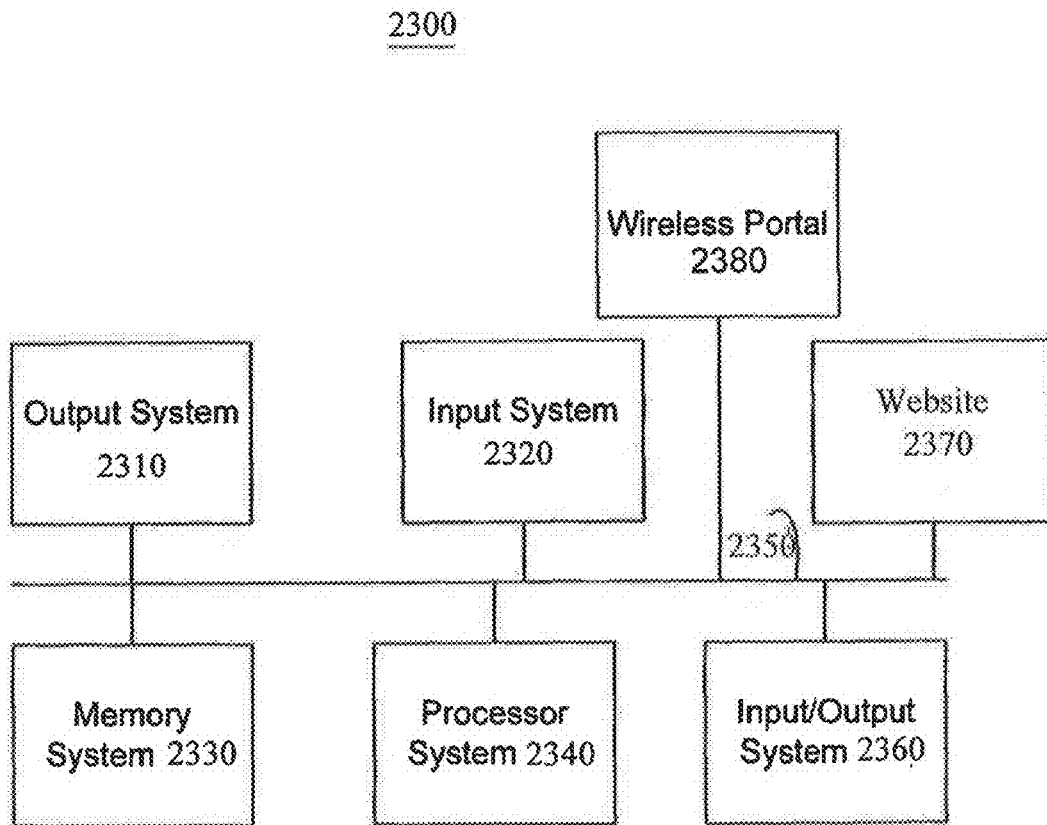 2300
Wireless Portal
2380
Output System
2310
Input System
2320
Website
2370
2350
Memory
System 2330
Processor
System 2340
Input/Output
System 2360